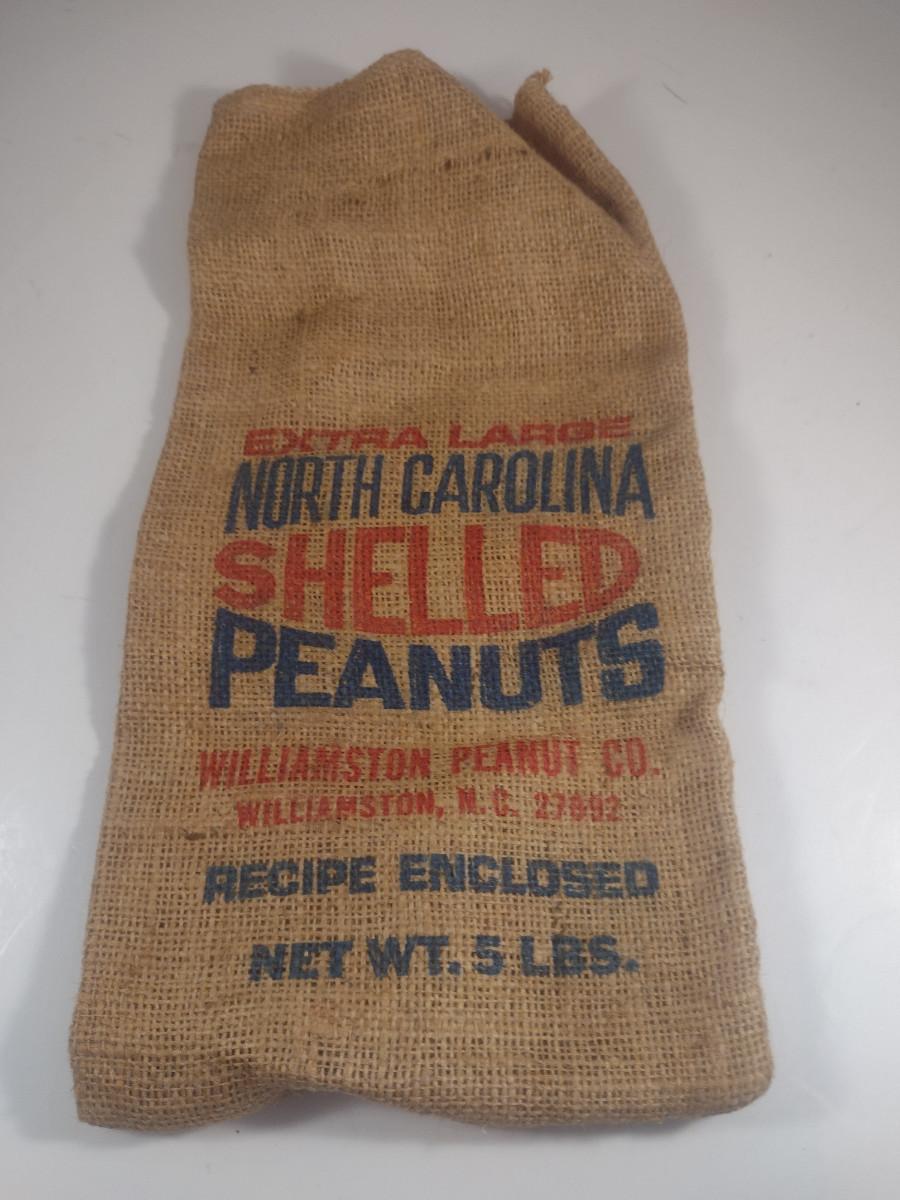 EXTRA LARGE
NORTH CAROLINA
SHELLED
PEANUTS
WILLIAMSTON PEANUT CO.
WILLIAMSTON, N.C. 27892
RECIPE ENCLOSED
NET WT. 5 LBS.